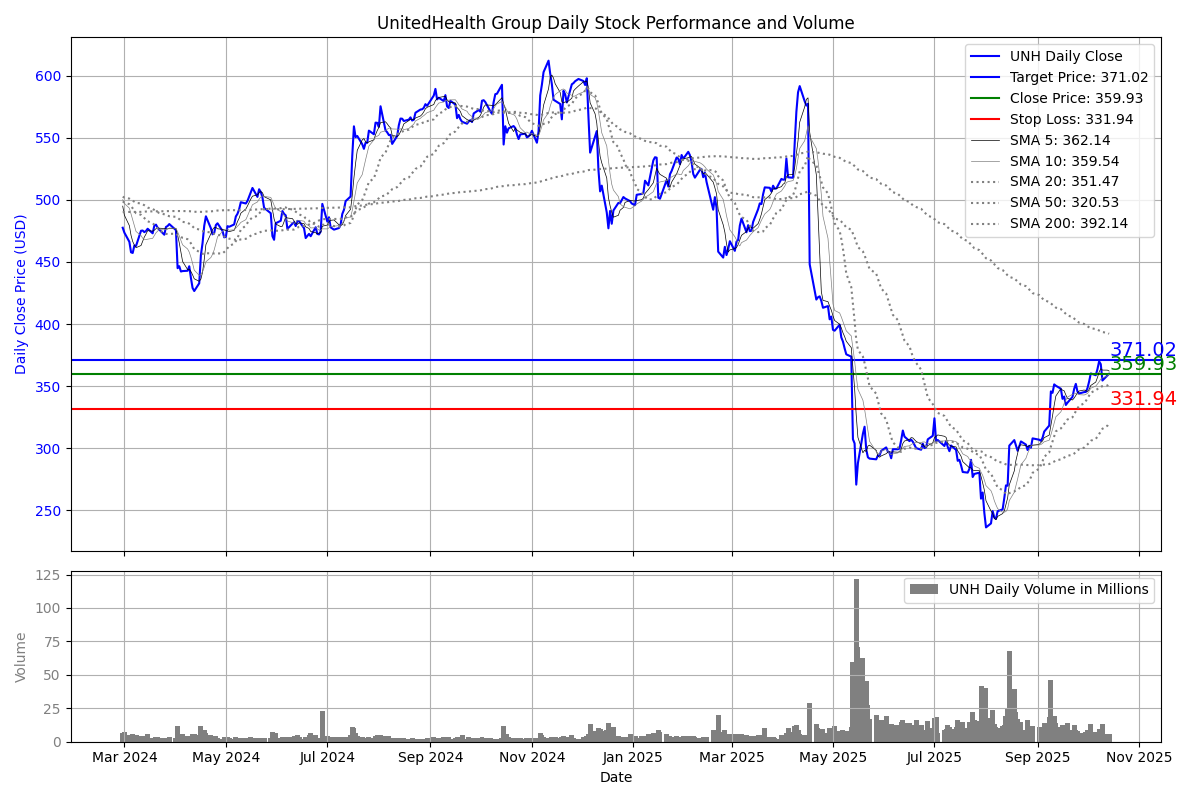 UnitedHealth Group Daily Stock Performance and Volume
Daily Close Price (USD)
600
550
500
450
400
350
300
250
UNH Daily Close
Target Price: 371.02
Close Price: 359.93
Stop Loss: 331.94
SMA 5: 362.14
SMA 10: 359.54
SMA 20: 351.47
SMA 50: 320.53
SMA 200: 392.14
371.02
359.93
331.94
Volume
125
100
75
50
25
0
UNH Daily Volume in Millions
Mar 2024 May 2024 Jul 2024 Sep 2024 Nov 2024 Jan 2025 Mar 2025 May 2025 Jul 2025 Sep 2025 Nov 2025
Date